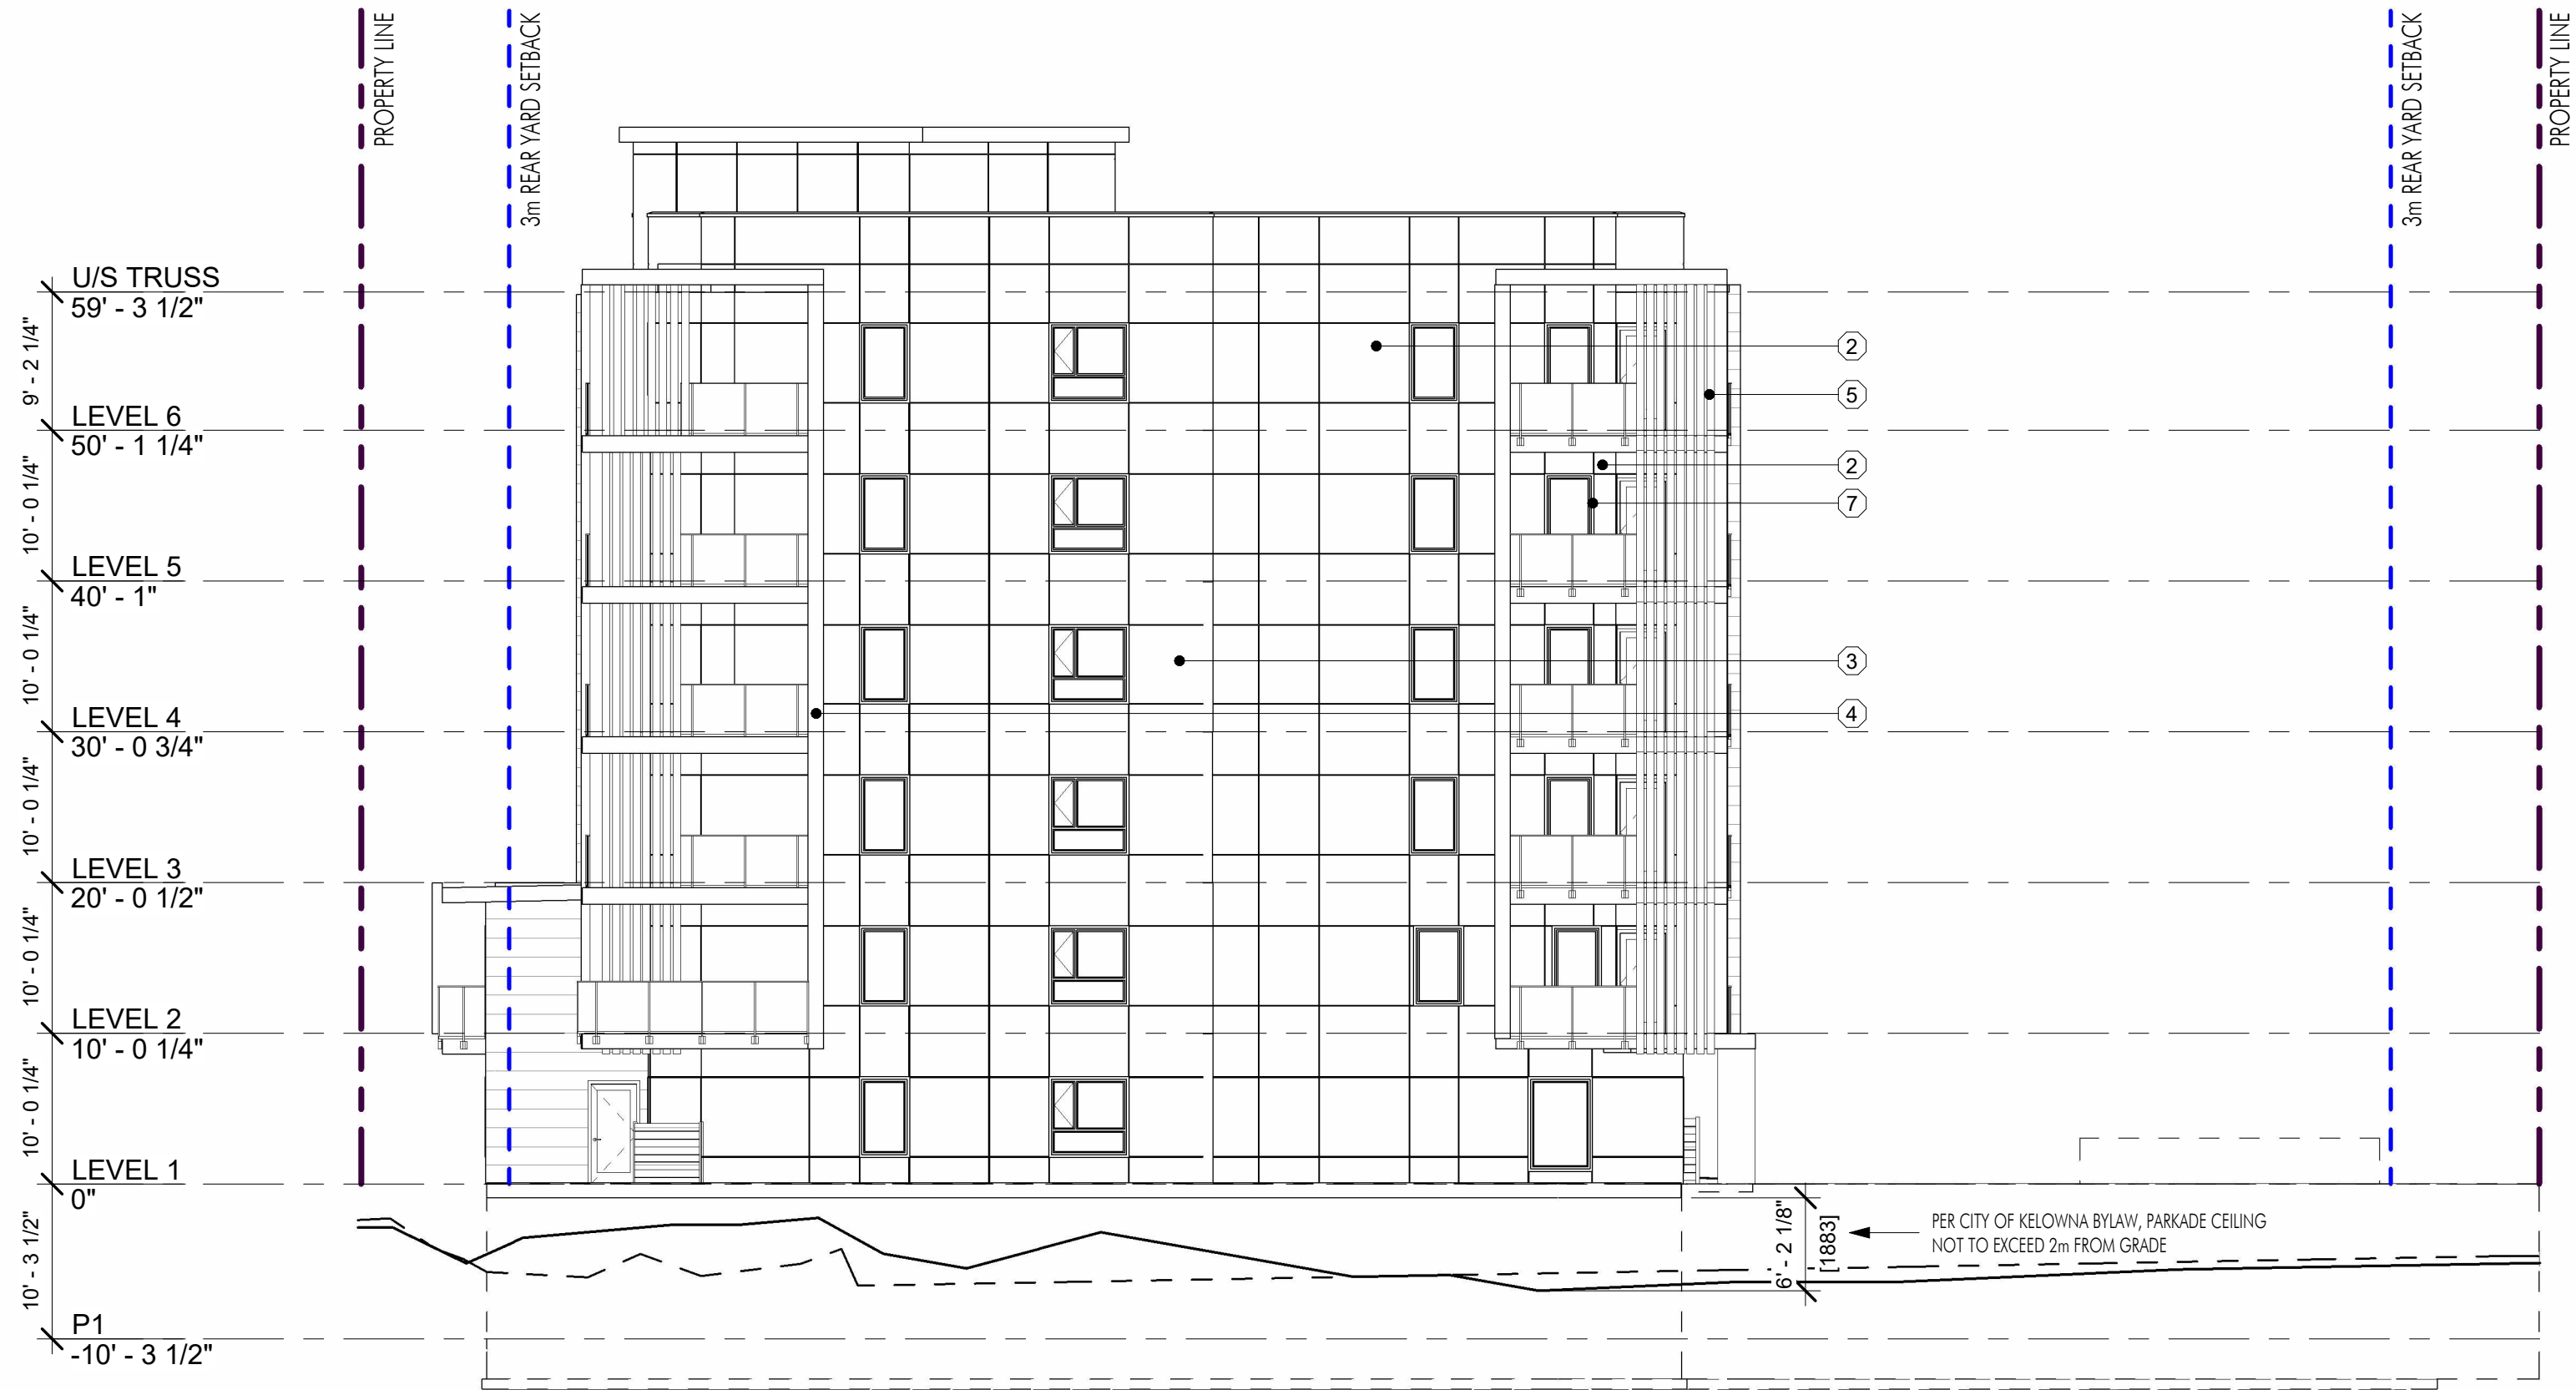 PROPERTY LINE
3m REAR YARD SETBACK
3m REAR YARD SETBACK
PROPERTY LINE
U/S TRUSS
59' - 3 1/2"
9' - 2 1/4"
LEVEL 6
50' - 1 1/4"
10' - 0 1/4"
LEVEL 5
40' - 1"
10' - 0 1/4"
LEVEL 4
30' - 0 3/4"
10' - 0 1/4"
LEVEL 3
20' - 0 1/2"
10' - 0 1/4"
LEVEL 2
10' - 0 1/4"
10' - 0 1/4"
LEVEL 1
0"
10' - 3 1/2"
P1
-10' - 3 1/2"
2
5
2
7
3
4
6' - 2 1/8"
[1883]
PER CITY OF KELOWNA BYLAW, PARKADE CEILING
NOT TO EXCEED 2m FROM GRADE